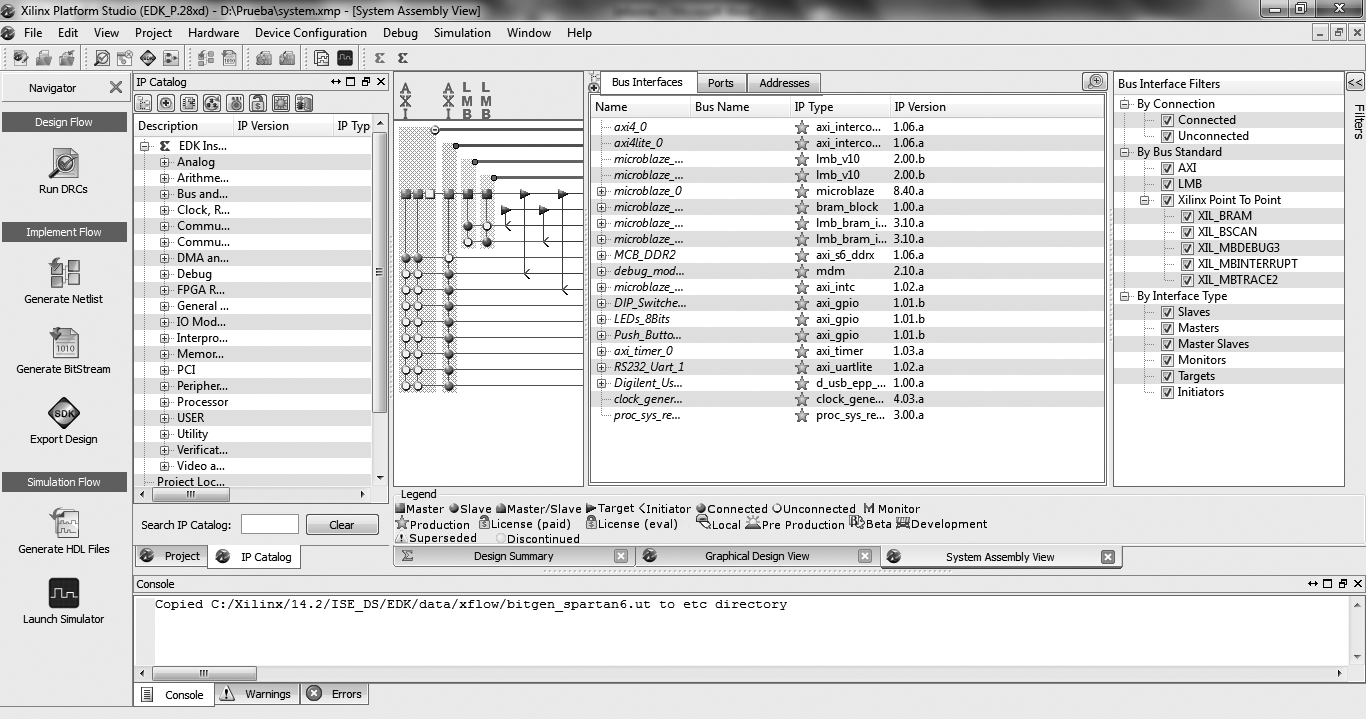 Xilinx Platform Studio (EDK_P.28xd) - D:\Prueba\system.xmp - [System Assembly View]
File Edit View Project Hardware Device Configuration Debug Simulation Window Help
Navigator
Design Flow
Run DRCs
Implement Flow
Generate Netlist
1010
Generate BitStream
SDK
Export Design
Simulation Flow
Generate HDL Files
Launch Simulator
IP Catalog
Description IP Version IP Typ
EDK Ins...
Analog
Arithme...
Bus and...
Clock, R...
Commu...
Commu...
DMA an...
Debug
FPGA R...
General ...
IO Mod...
Interpro...
Memor...
PCI
Peripher...
Processor
USER
Utility
Verificat...
Video a...
Project Loc...
Search IP Catalog: Clear
Project IP Catalog
AXI AXI LMB LMB
Bus Interfaces Ports Addresses
Name Bus Name IP Type IP Version
axi4_0 axi_interco... 1.06.a
axi4lite_0 axi_interco... 1.06.a
microblaze_... lmb_v10 2.00.b
microblaze_... lmb_v10 2.00.b
microblaze_0 microblaze 8.40.a
microblaze_... bram_block 1.00.a
microblaze_... lmb_bram_i... 3.10.a
microblaze_... lmb_bram_i... 3.10.a
MCB_DDR2 axi_s6_ddrx 1.06.a
debug_mod... mdm 2.10.a
microblaze_... axi_intc 1.02.a
DIP_Switche... axi_gpio 1.01.b
LEDs_8Bits axi_gpio 1.01.b
Push_Butto... axi_gpio 1.01.b
axi_timer_0 axi_timer 1.03.a
RS232_Uart_1 axi_uartlite 1.02.a
Digilent_Us... d_usb_epp_... 1.00.a
clock_gener... clock_gene... 4.03.a
proc_sys_re... proc_sys_re... 3.00.a
Bus Interface Filters
By Connection
Connected
Unconnected
By Bus Standard
AXI
LMB
Xilinx Point To Point
XIL_BRAM
XIL_BSCAN
XIL_MBDEBUG3
XIL_MBINTERRUPT
XIL_MBTRACE2
By Interface Type
Slaves
Masters
Master Slaves
Monitors
Targets
Initiators
Filters
Legend
Master Slave Master/Slave Target Initiator Connected Unconnected M Monitor
Production License (paid) License (eval) Local Pre Production Beta Development
Superseded Discontinued
Design Summary Graphical Design View System Assembly View
Console
Copied C:/Xilinx/14.2/ISE_DS/EDK/data/xflow/bitgen_spartan6.ut to etc directory
Console Warnings Errors